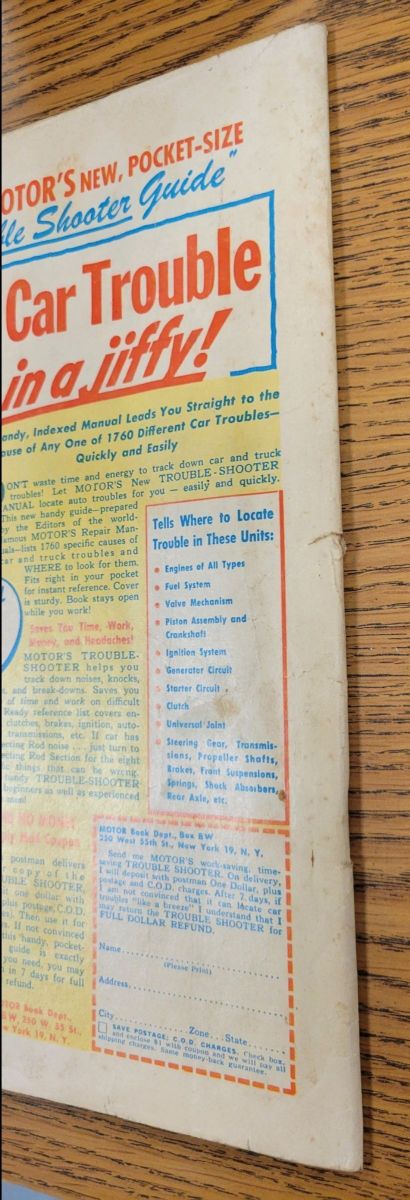 OTOR'S NEW, POCKET-SIZE
le Shooter Guide"
Car Trouble
in a jiffy!
andy, Indexed Manual Leads You Straight to the
ause of Any One of 1760 Different Car Troubles—
Quickly and Easily
ON'T waste time and energy to track down car and truck
troubles! Let MOTOR'S New TROUBLE-SHOOTER
ANUAL locate auto troubles for you — easily and quickly.
This new handy guide—prepared
by the Editors of the world-
famous MOTOR'S Repair Man-
uals—lists 1760 specific causes of
car and truck troubles and
WHERE to look for them.
Fits right in your pocket
for instant reference. Cover
is sturdy. Book stays open
while you work!
Saves You Time, Work,
Money, and Headaches!
MOTOR'S TROUBLE-
SHOOTER helps you
track down noises, knocks,
s, and break-downs. Saves you
of time and work on difficult
Ready reference list covers en-
clutches, brakes, ignition, auto-
transmissions, etc. If car has
ecting Rod noise .... just turn to
ecting Rod Section for the eight
c things that can be wrong.
handy TROUBLE-SHOOTER
beginners as well as experienced
men!
NO MONEY
Mail Coupon
postman delivers
r copy of the
UBLE SHOOTER,
one dollar with
plus postage, C.O.D.
es). Then use it for
s. If not convinced
this handy, pocket-
guide is exactly
you need, you may
it in 7 days for full
refund.
OTOR Book Dept.,
W, 250 W. 55 St.,
w York 19, N. Y.
Tells Where to Locate
Trouble in These Units:
• Engines of All Types
• Fuel System
• Valve Mechanism
• Piston Assembly and
Crankshaft
• Ignition System
• Generator Circuit
• Starter Circuit
• Clutch
• Universal Joint
• Steering Gear, Transmis-
sions, Propeller Shafts,
Brakes, Front Suspensions,
Springs, Shock Absorbers,
Rear Axle, etc.
MOTOR Book Dept., Box BW
250 West 55th St., New York 19, N. Y.
Send me MOTOR'S work-saving, time-
saving TROUBLE SHOOTER. On delivery,
I will deposit with postman One Dollar, plus
postage and C.O.D. charges. After 7 days, if
I am not convinced that it can locate car
troubles "like a breeze" I understand that I
may return the TROUBLE SHOOTER for
FULL DOLLAR REFUND.
Name
(Please Print)
Address
City Zone State
SAVE POSTAGE, C.O.D. CHARGES. Check box,
and enclose $1 with coupon and we will pay all
shipping charges. Same money-back guarantee.